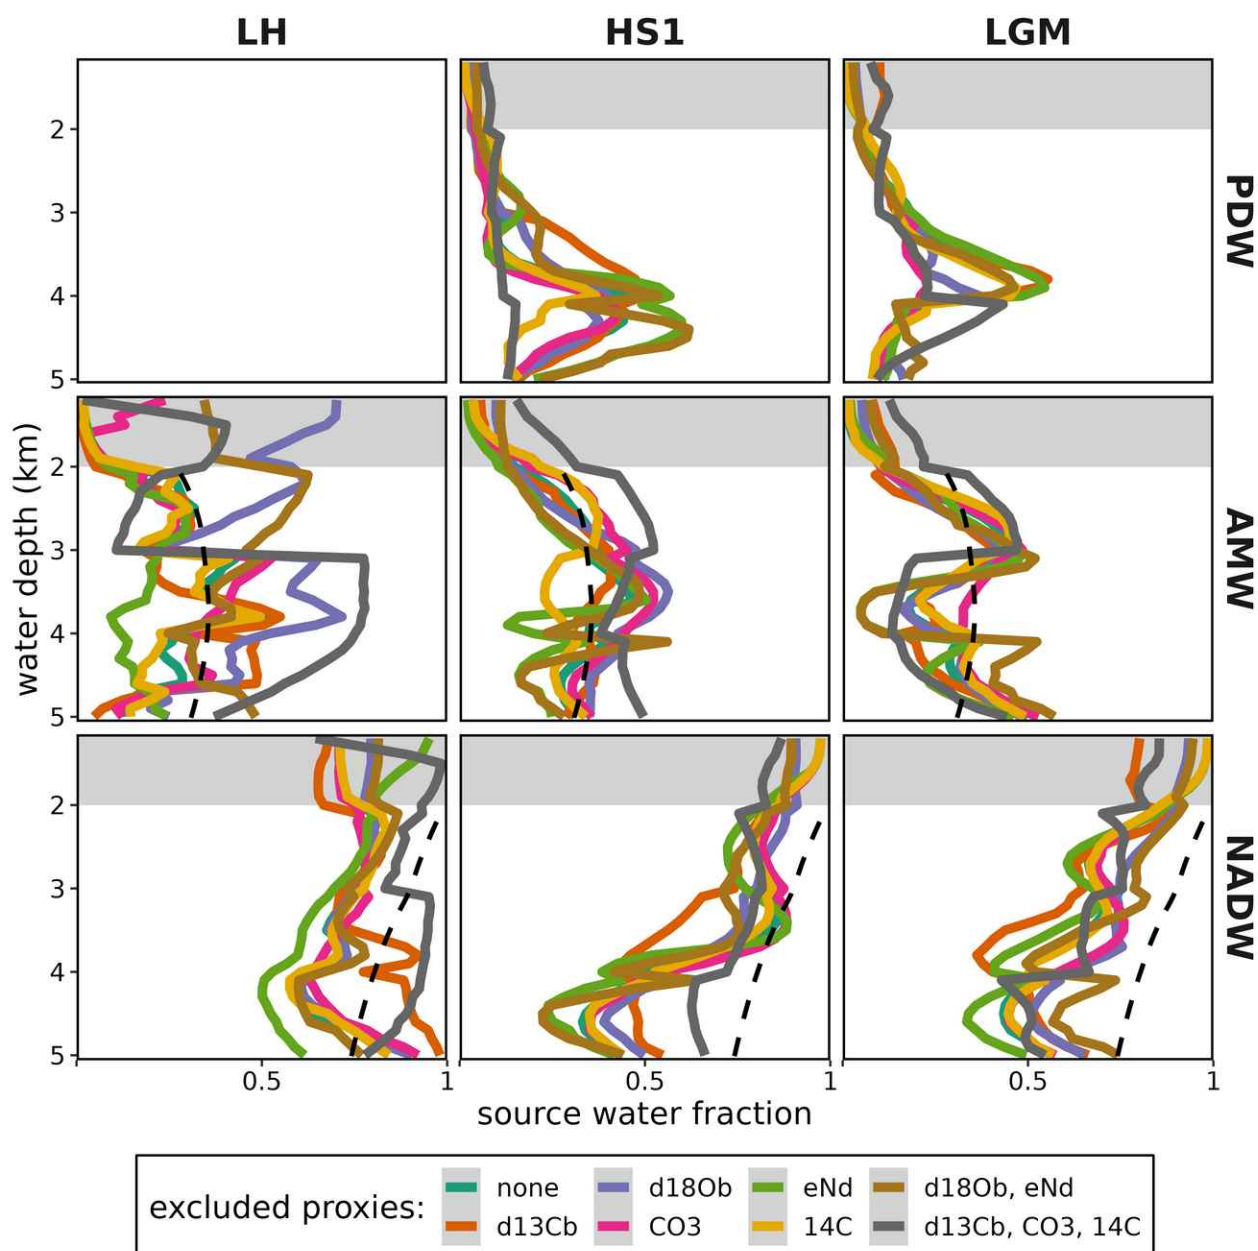 LH HS1 LGM
2
3
4
5
PDW
2
3
4
5
AMW
2
3
4
5
NADW
water depth (km)
0.5 1 0.5 1 0.5 1
source water fraction
excluded proxies:
none d18Ob eNd d18Ob, eNd
d13Cb CO3 14C d13Cb, CO3, 14C